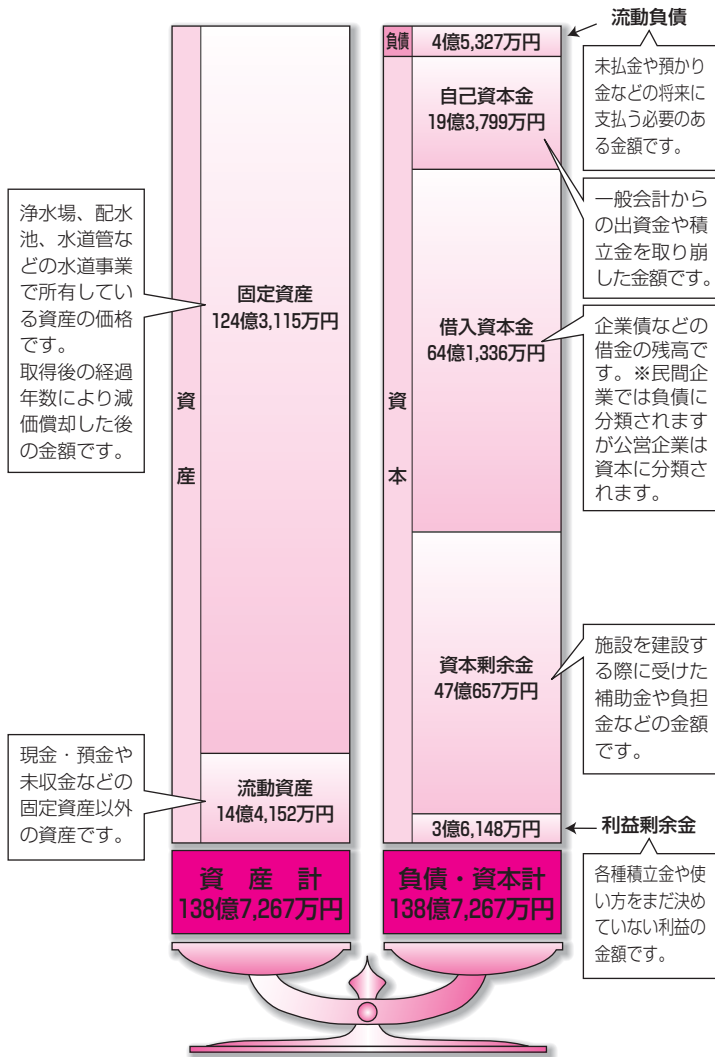 浄水場、配水
池、水道管な
どの水道事業
で所有してい
る資産の価格
です。
取得後の経過
年数により減
価償却した後
の金額です。
現金・預金や
未収金などの
固定資産以外
の資産です。
資
産
固定資産
124億3,115万円
流動資産
14億4,152万円
資産計
138億7,267万円
負債
4億5,327万円
資
本
自己資本金
19億3,799万円
借入資本金
64億1,336万円
資本剰余金
47億657万円
3億6,148万円
負債・資本計
138億7,267万円
流動負債
未払金や預かり
金などの将来に
支払う必要のあ
る金額です。
一般会計から
の出資金や積
立金を取り崩
した金額です。
企業債などの
借金の残高で
す。※民間企
業では負債に
分類されます
が公営企業は
資本に分類さ
れます。
施設を建設す
る際に受けた
補助金や負担
金などの金額
です。
利益剰余金
各種積立金や使
い方をまだ決め
ていない利益の
金額です。